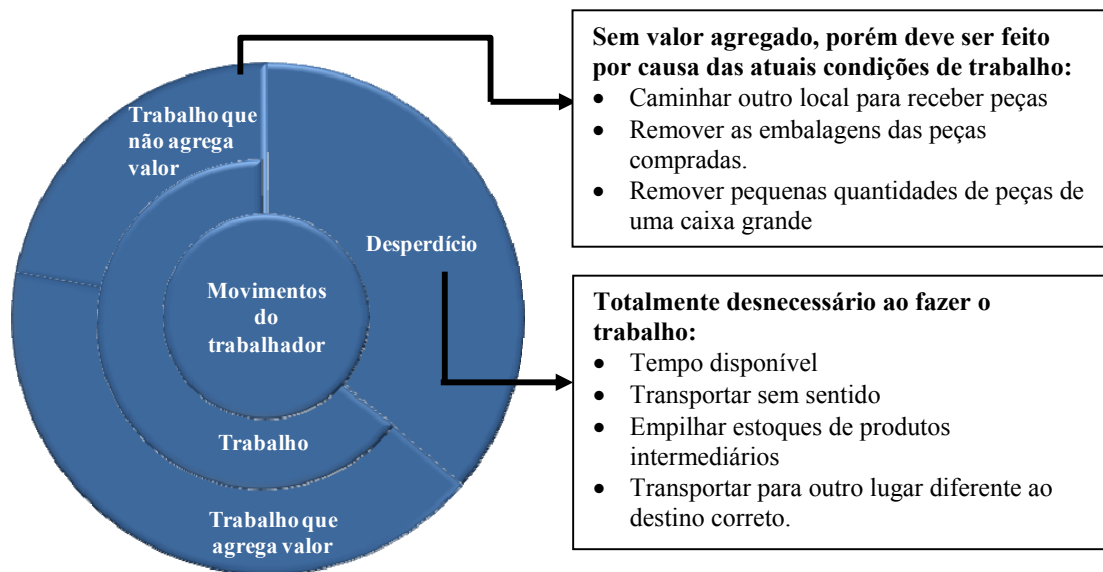 Trabalho que
não agrega
valor
Desperdício
Movimentos
do
trabalhador
Trabalho
Trabalho que
agrega valor
Sem valor agregado, porém deve ser feito
por causa das atuais condições de trabalho:
• Caminhar outro local para receber peças
• Remover as embalagens das peças
compradas.
• Remover pequenas quantidades de peças de
uma caixa grande
Totalmente desnecessário ao fazer o
trabalho:
• Tempo disponível
• Transportar sem sentido
• Empilhar estoques de produtos
intermediários
• Transportar para outro lugar diferente ao
destino correto.